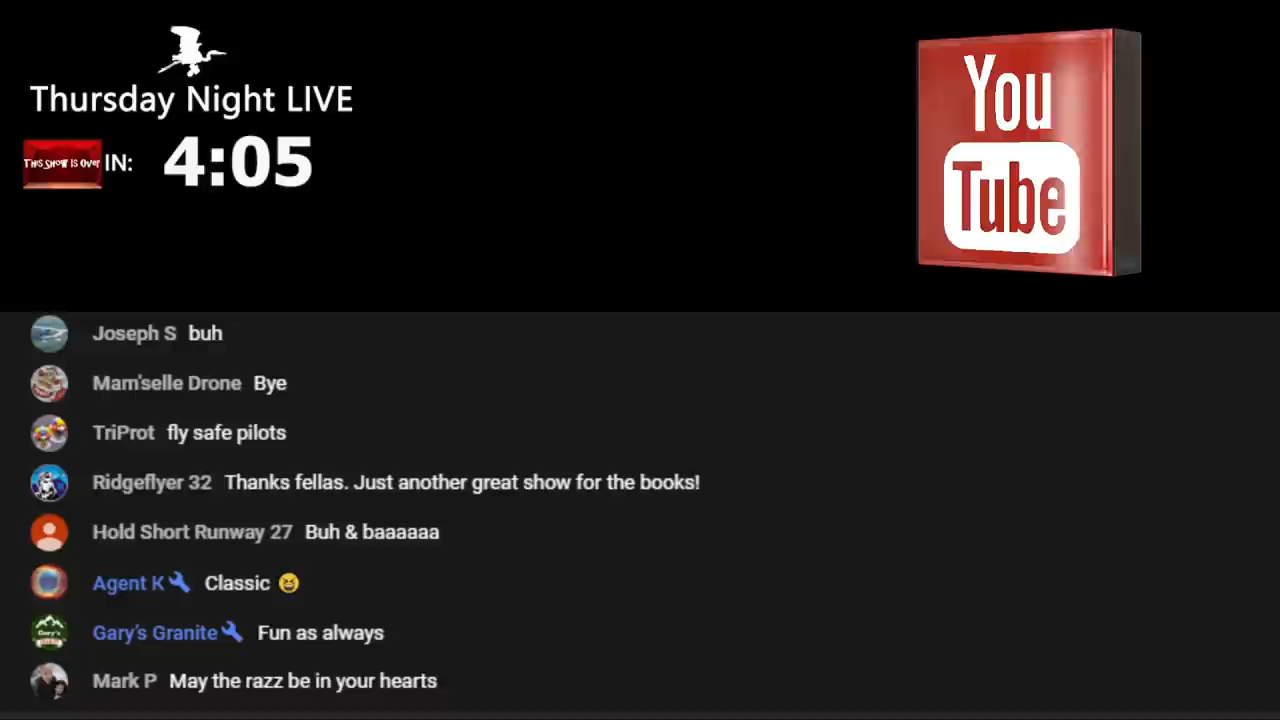 Thursday Night LIVE
THIS SHOW IS OVER IN: 4:05
You
Tube
Joseph S buh
Mam'selle Drone Bye
TriProt fly safe pilots
Ridgeflyer 32 Thanks fellas. Just another great show for the books!
Hold Short Runway 27 Buh & baaaaaa
Agent K Classic 😆
Gary's Granite Fun as always
Mark P May the razz be in your hearts